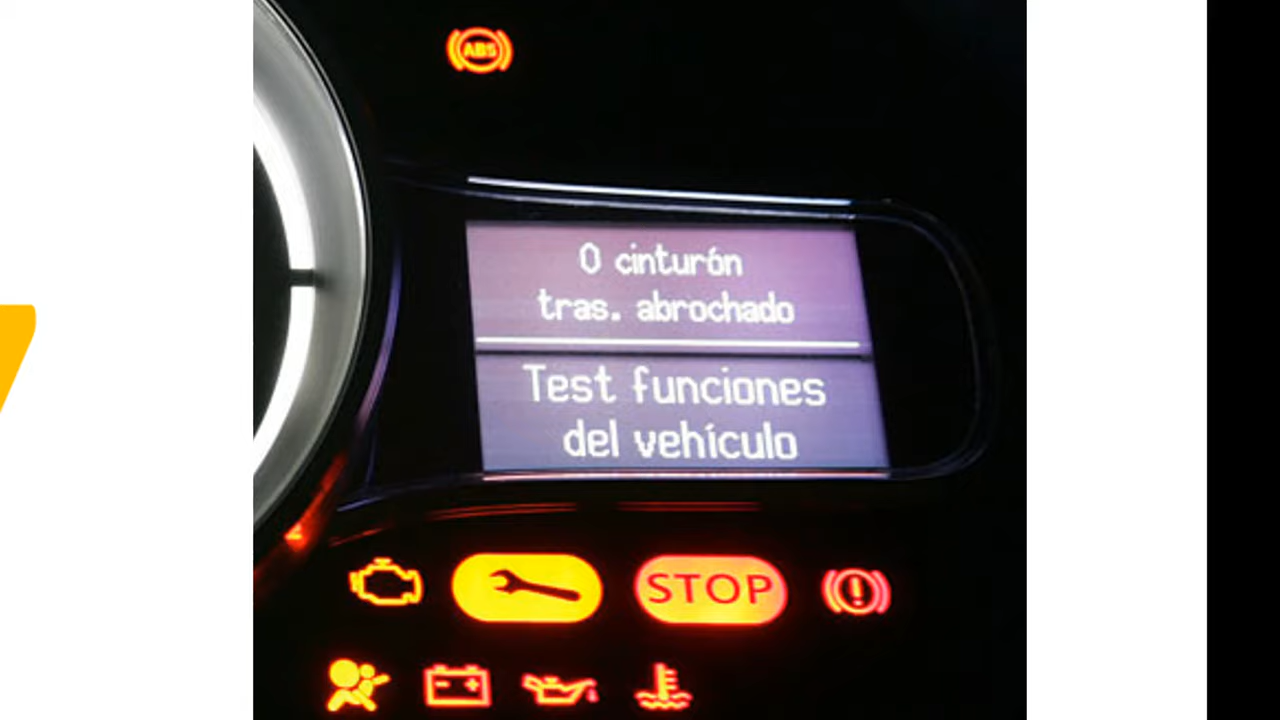 ABS
0 cinturón
tras. abrochado
Test funciones
del vehículo
STOP